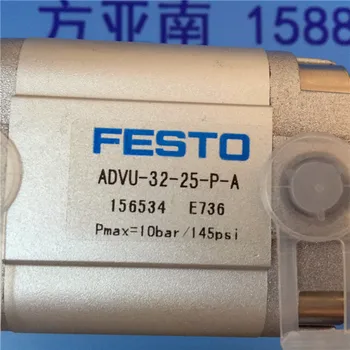 方亚南 1588
FESTO
ADVU-32-25-P-A
156534 E736
Pmax=10bar/145psi